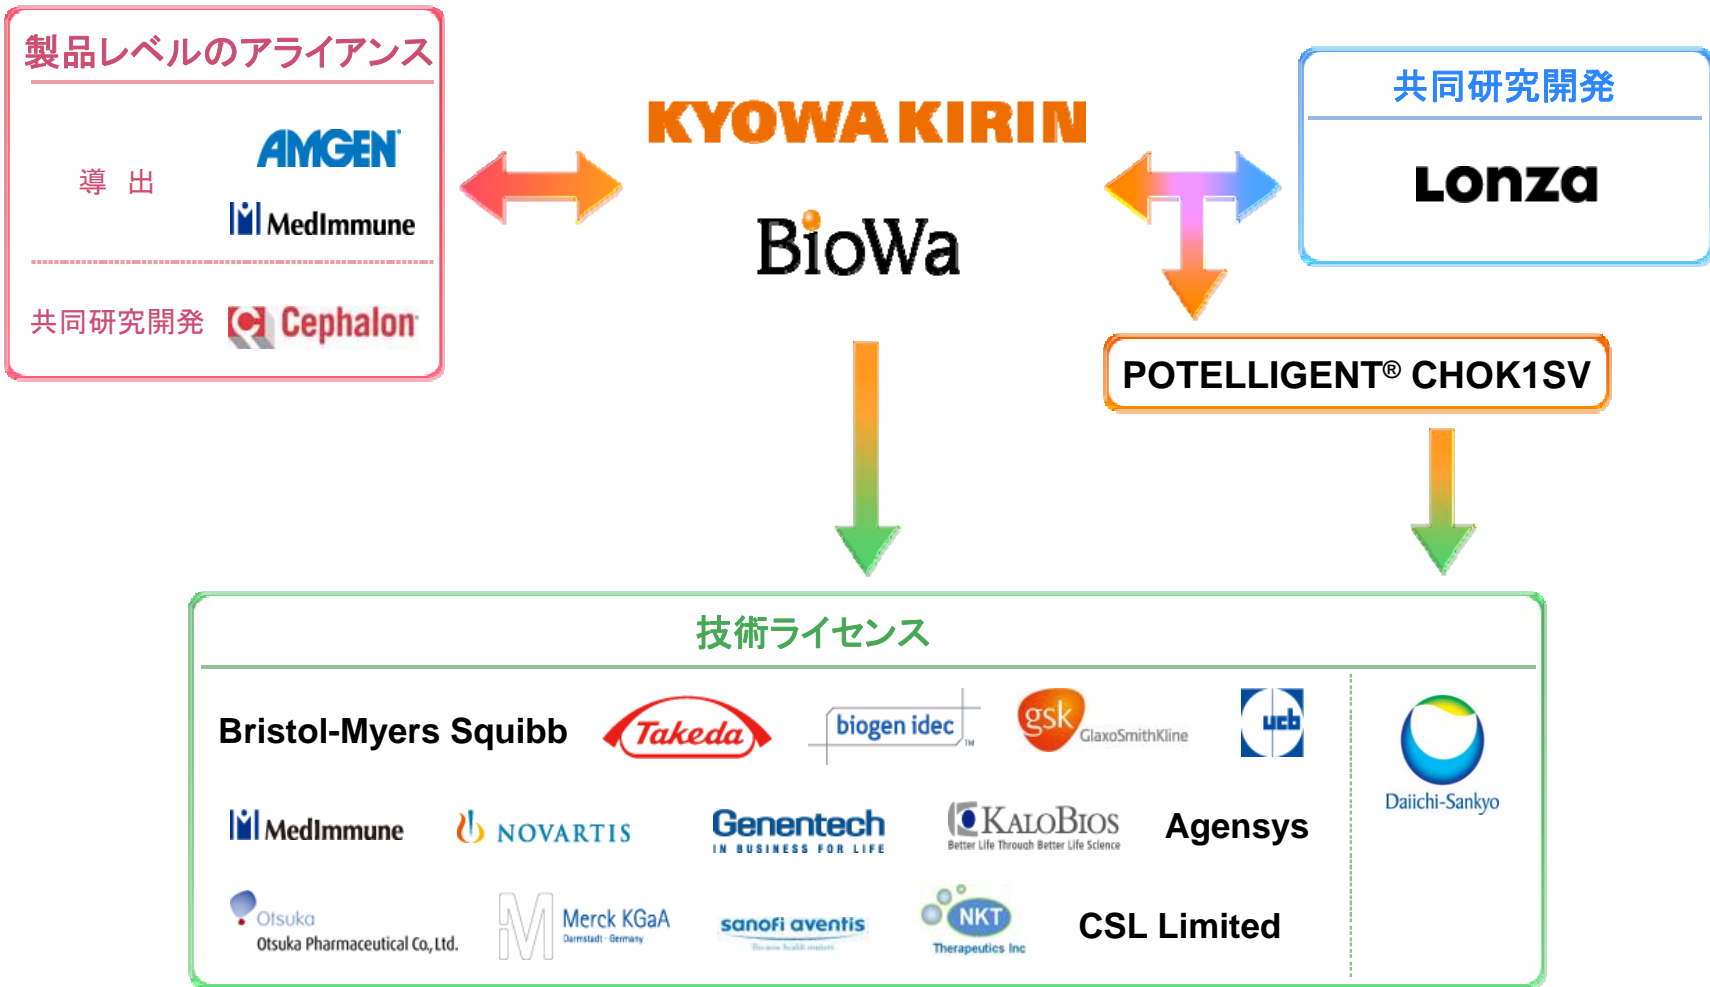 製品レベルのアライアンス
導 出
AMGEN®
MedImmune
共同研究開発
Cephalon
KYOWA KIRIN
BioWa
共同研究開発
Lonza
POTELLIGENT® CHOK1SV
技術ライセンス
Bristol-Myers Squibb
Takeda
biogen idec TM
gsk GlaxoSmithKline
ucb
Daiichi-Sankyo
MedImmune
NOVARTIS
Genentech
IN BUSINESS FOR LIFE
KALOBIOS
Better Life Through Better Life Science
Agensys
Otsuka
Otsuka Pharmaceutical Co., Ltd.
Merck KGaA
Darmstadt · Germany
sanofi aventis
Because health matters
NKT
Therapeutics Inc
CSL Limited